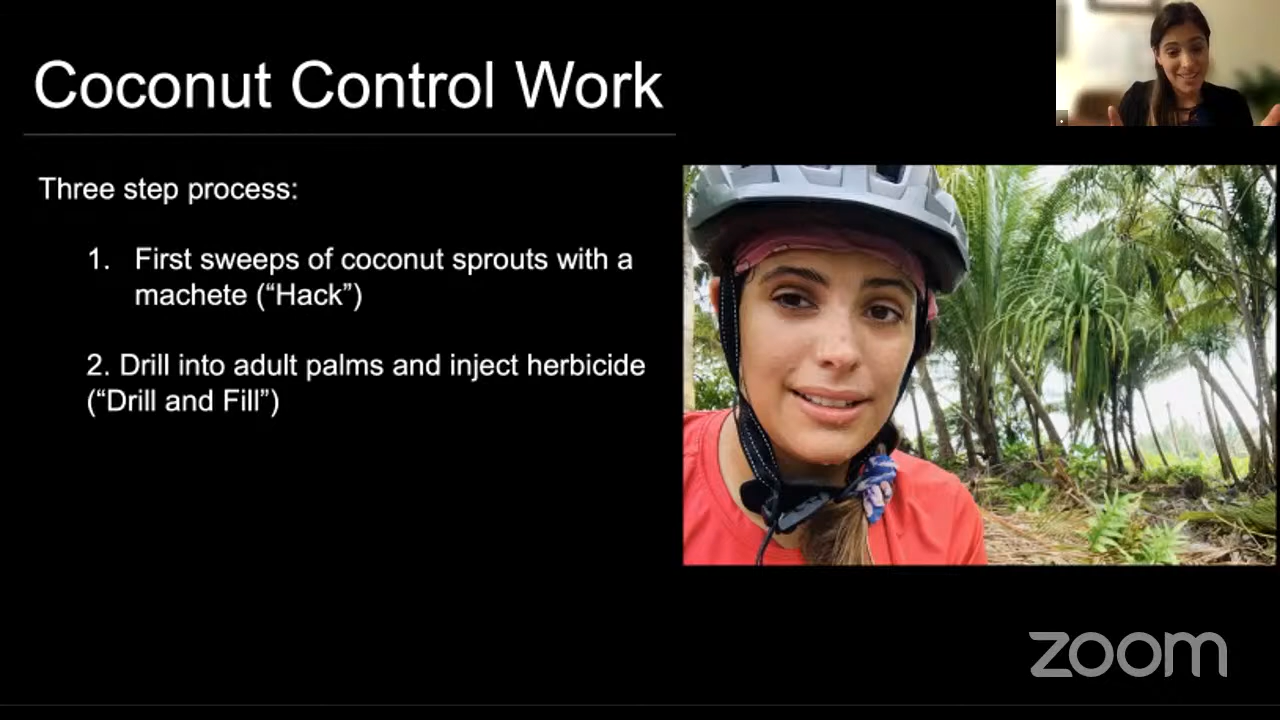 Coconut Control Work
Three step process:
1. First sweeps of coconut sprouts with a
machete (“Hack”)
2. Drill into adult palms and inject herbicide
(“Drill and Fill”)
zoom